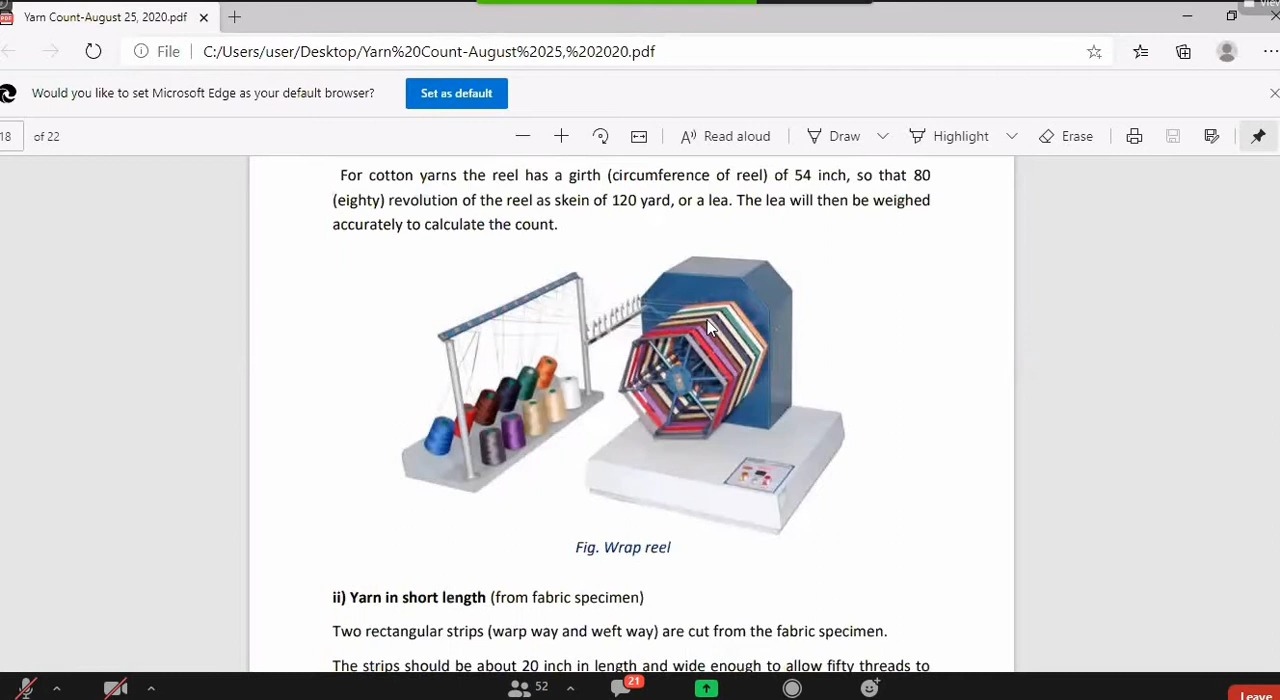 Yarn Count-August 25, 2020.pdf
File C:/Users/user/Desktop/Yarn%20Count-August%2025,%202020.pdf
Would you like to set Microsoft Edge as your default browser? Set as default
18 of 22 Read aloud Draw Highlight Erase
For cotton yarns the reel has a girth (circumference of reel) of 54 inch, so that 80
(eighty) revolution of the reel as skein of 120 yard, or a lea. The lea will then be weighed
accurately to calculate the count.
Fig. Wrap reel
ii) Yarn in short length (from fabric specimen)
Two rectangular strips (warp way and weft way) are cut from the fabric specimen.
The strips should be about 20 inch in length and wide enough to allow fifty threads to
52 21 Leave